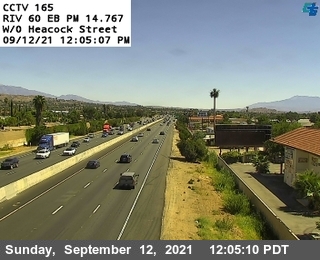 CCTV 165
RIV 60 EB PM 14.767
W/O Heacock Street
09/12/21 12:05:07 PM
Sunday, September 12, 2021 12:05:10 PDT